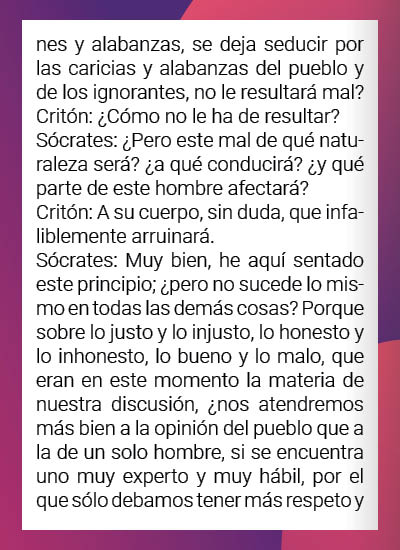 nes y alabanzas, se deja seducir por
las caricias y alabanzas del pueblo y
de los ignorantes, no le resultará mal?
Critón: ¿Cómo no le ha de resultar?
Sócrates: ¿Pero este mal de qué natu-
raleza será? ¿a qué conducirá? ¿y qué
parte de este hombre afectará?
Critón: A su cuerpo, sin duda, que infa-
liblemente arruinará.
Sócrates: Muy bien, he aquí sentado
este principio; ¿pero no sucede lo mis-
mo en todas las demás cosas? Porque
sobre lo justo y lo injusto, lo honesto y
lo inhonesto, lo bueno y lo malo, que
eran en este momento la materia de
nuestra discusión, ¿nos atendremos
más bien a la opinión del pueblo que a
la de un solo hombre, si se encuentra
uno muy experto y muy hábil, por el
que sólo debamos tener más respeto y